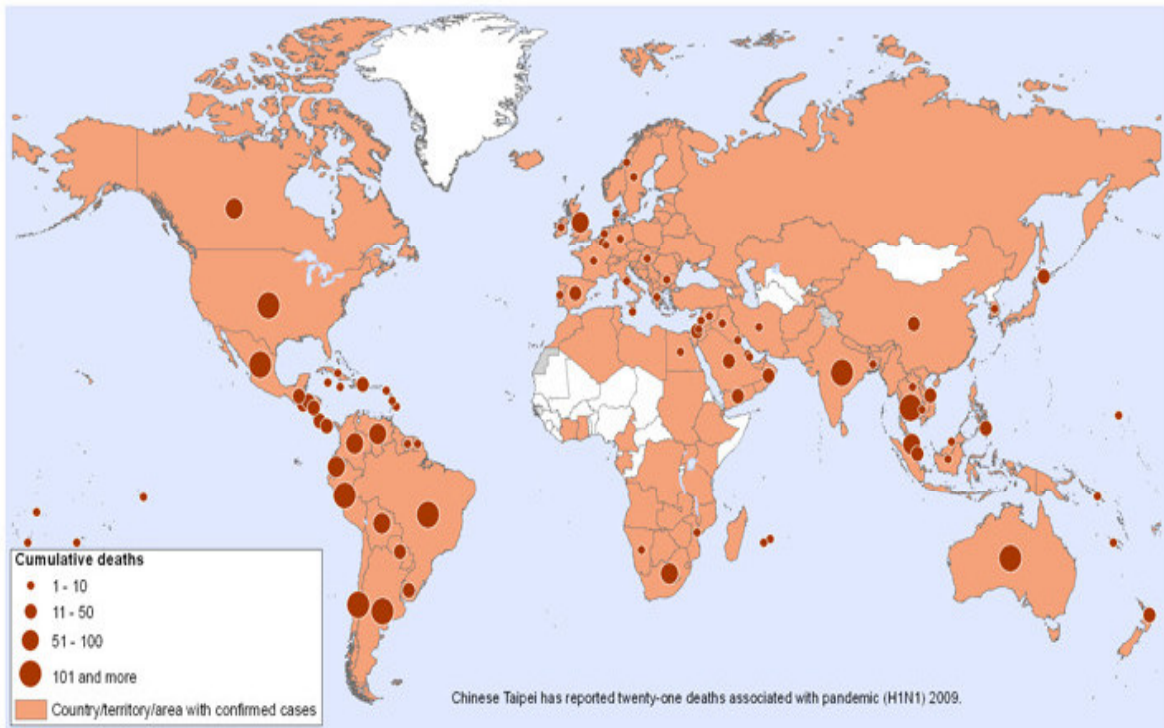 Cumulative deaths
1 - 10
11 - 50
51 - 100
101 and more
Country/territory/area with confirmed cases
Chinese Taipei has reported twenty-one deaths associated with pandemic (H1N1) 2009.